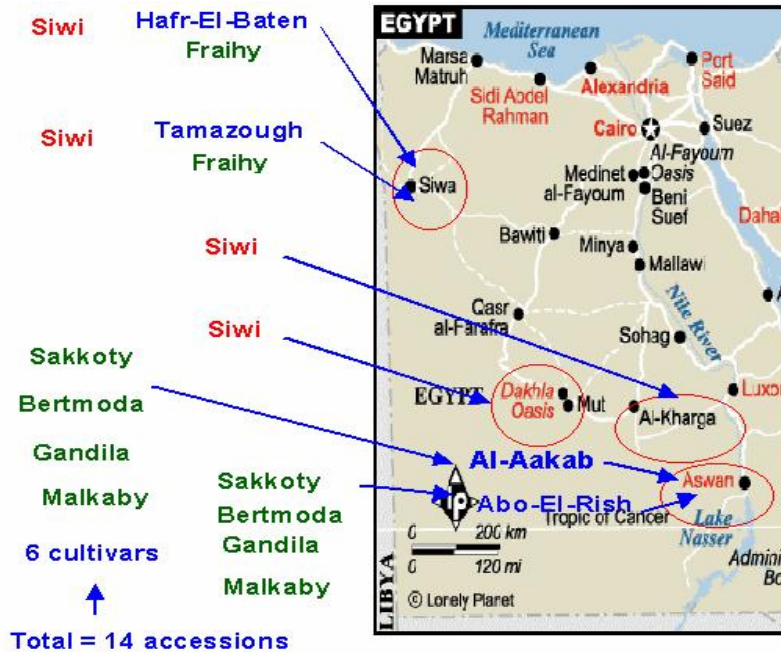 Siwi
Hafr-El-Baten
Fraihy
Siwi
Tamazough
Fraihy
Siwi
Siwi
Sakkoty
Bertmoda
Gandila
Malkaby
Sakkoty
Bertmoda
Gandila
Malkaby
6 cultivars
Total = 14 accessions
EGYPT
Mediterranean
Sea
Marsa
Matruh
Sidi Abdel
Rahman
Alexandria
Port
Said
Cairo
Suez
Al-Fayoum
Oasis
Medinet
al-Fayoum
Beni
Suef
Siwa
Bawiti
Minya
Mallawi
Qasr
al-Farafra
Nile River
Sohag
EGYPT
Dakhla
Oasis
Mut
Al-Kharga
Al-Aakab
Aswan
Abo-El-Rish
Tropic of Cancer
Lake
Nasser
0 200 km
0 120 mi
LIBYA
© Lonely Planet